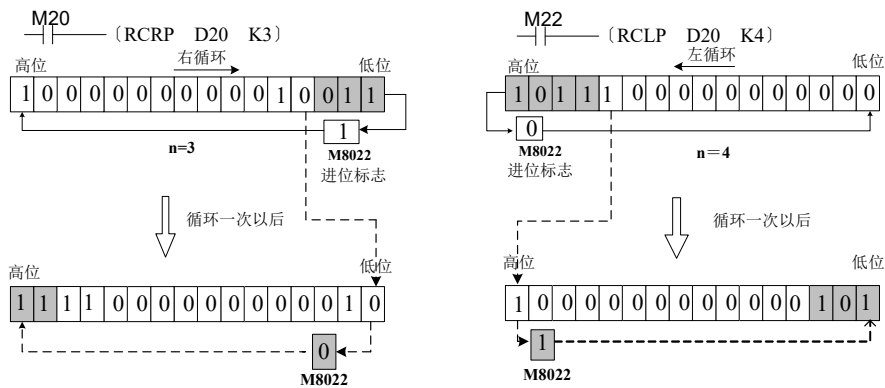 M20
〔RCRP D20 K3〕
右循环
高位 低位
1 0 0 0 0 0 0 0 0 0 0 1 0 0 1 1
1
n=3
M8022
进位标志
循环一次以后
高位 低位
1 1 1 1 0 0 0 0 0 0 0 0 0 0 1 0
0
M8022
M22
〔RCLP D20 K4〕
左循环
高位 低位
1 0 1 1 1 0 0 0 0 0 0 0 0 0 0 0
0
M8022
n＝4
进位标志
循环一次以后
高位 低位
1 0 0 0 0 0 0 0 0 0 0 0 0 1 0 1
1
M8022